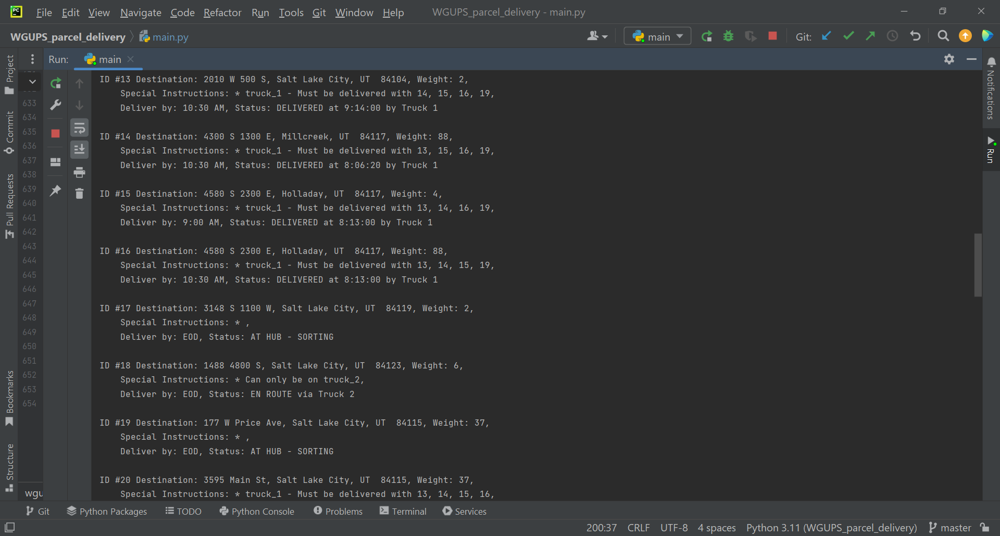 File Edit View Navigate Code Refactor Run Tools Git Window Help WGUPS_parcel_delivery - main.py
WGUPS_parcel_delivery main.py main Git:
Run: main
Project
Commit
Pull Requests
Bookmarks
Structure
633
634
635
636
637
638
639
640
641
642
643
644
645
646
647
648
649
650
651
652
653
654
wgu
ID #13 Destination: 2010 W 500 S, Salt Lake City, UT  84104, Weight: 2,
Special Instructions: * truck_1 - Must be delivered with 14, 15, 16, 19,
Deliver by: 10:30 AM, Status: DELIVERED at 9:14:00 by Truck 1
ID #14 Destination: 4300 S 1300 E, Millcreek, UT  84117, Weight: 88,
Special Instructions: * truck_1 - Must be delivered with 13, 15, 16, 19,
Deliver by: 10:30 AM, Status: DELIVERED at 8:06:20 by Truck 1
ID #15 Destination: 4580 S 2300 E, Holladay, UT  84117, Weight: 4,
Special Instructions: * truck_1 - Must be delivered with 13, 14, 16, 19,
Deliver by: 9:00 AM, Status: DELIVERED at 8:13:00 by Truck 1
ID #16 Destination: 4580 S 2300 E, Holladay, UT  84117, Weight: 88,
Special Instructions: * truck_1 - Must be delivered with 13, 14, 15, 19,
Deliver by: 10:30 AM, Status: DELIVERED at 8:13:00 by Truck 1
ID #17 Destination: 3148 S 1100 W, Salt Lake City, UT  84119, Weight: 2,
Special Instructions: * ,
Deliver by: EOD, Status: AT HUB - SORTING
ID #18 Destination: 1488 4800 S, Salt Lake City, UT  84123, Weight: 6,
Special Instructions: * Can only be on truck_2,
Deliver by: EOD, Status: EN ROUTE via Truck 2
ID #19 Destination: 177 W Price Ave, Salt Lake City, UT  84115, Weight: 37,
Special Instructions: * ,
Deliver by: EOD, Status: AT HUB - SORTING
ID #20 Destination: 3595 Main St, Salt Lake City, UT  84115, Weight: 37,
Special Instructions: * truck_1 - Must be delivered with 13, 14, 15, 16,
Notifications
Run
Git Python Packages TODO Python Console Problems Terminal Services
200:37 CRLF UTF-8 4 spaces Python 3.11 (WGUPS_parcel_delivery) master